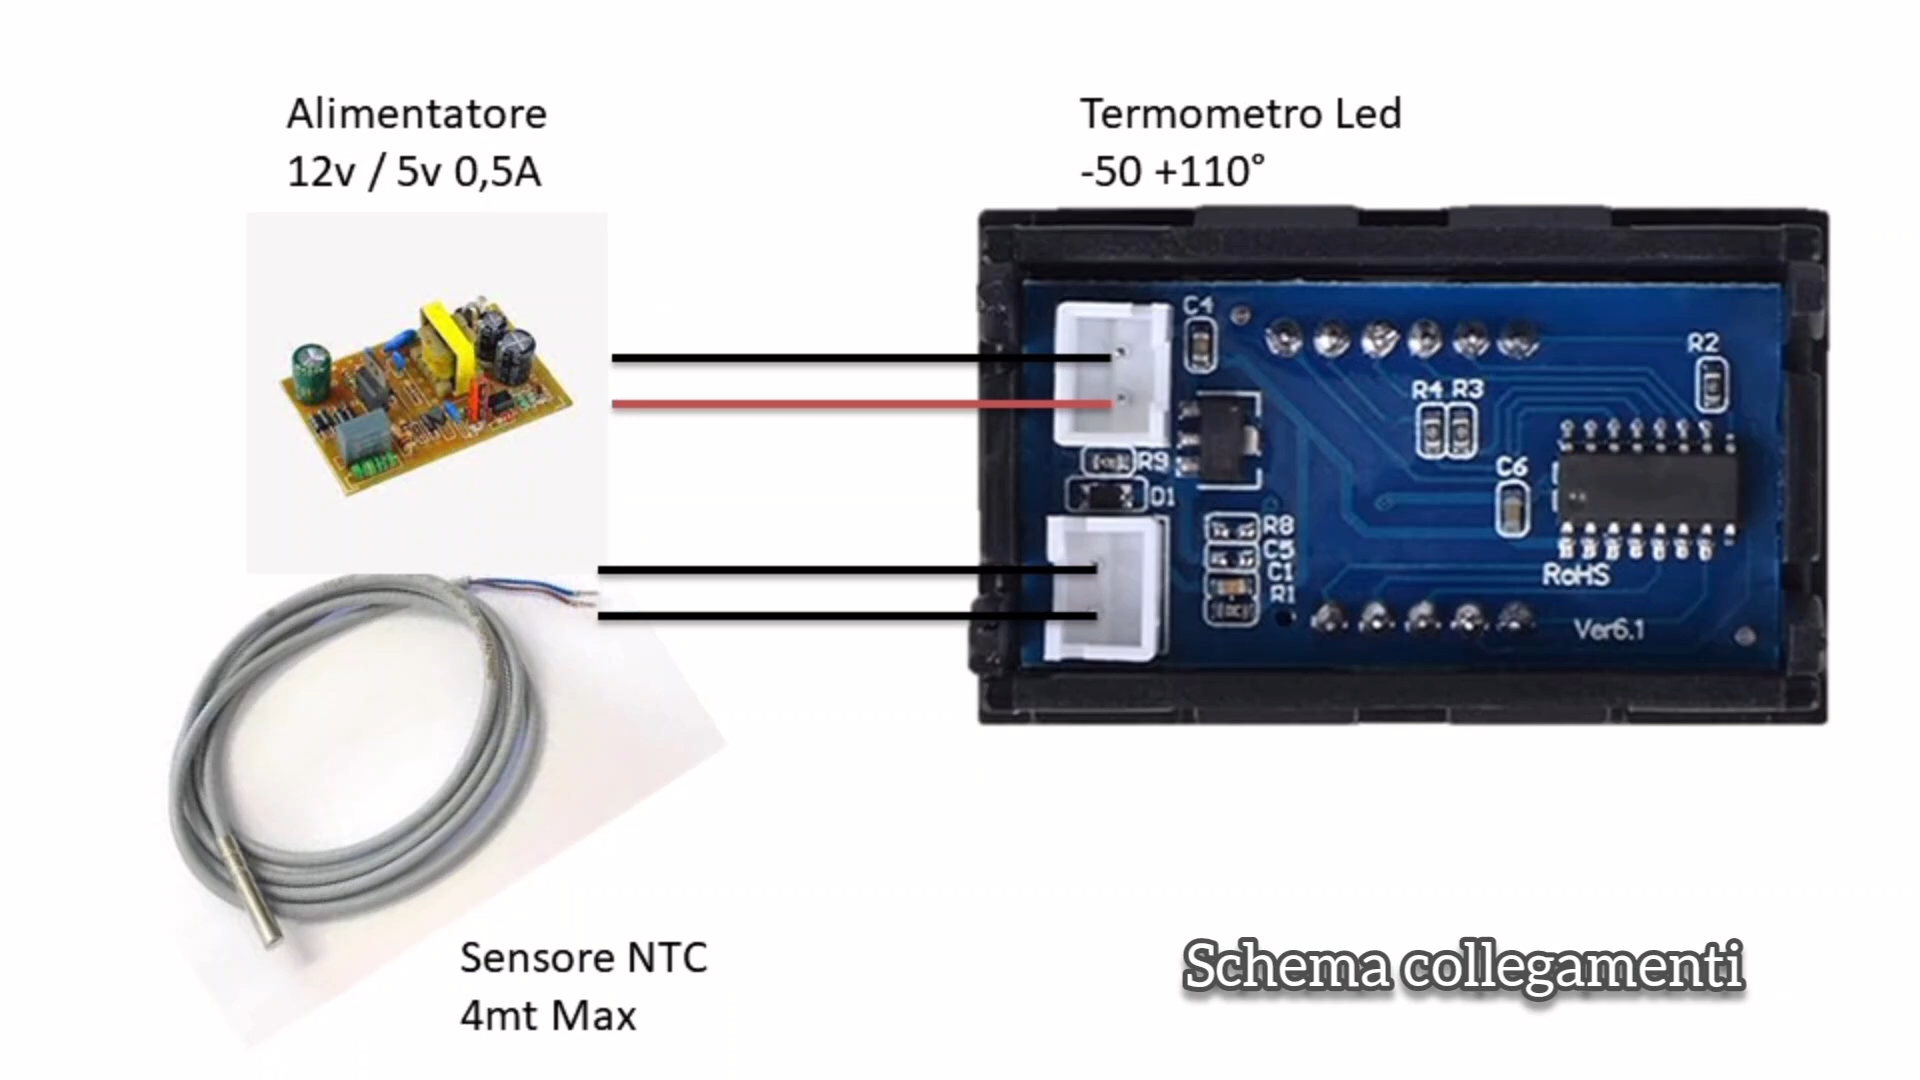 Alimentatore
12v / 5v 0,5A
Termometro Led
-50 +110°
C4
R2
R4 R3
R9
C6
D1
R8
C5
C1
R1
RoHS
Ver6.1
Sensore NTC
4mt Max
Schema collegamenti